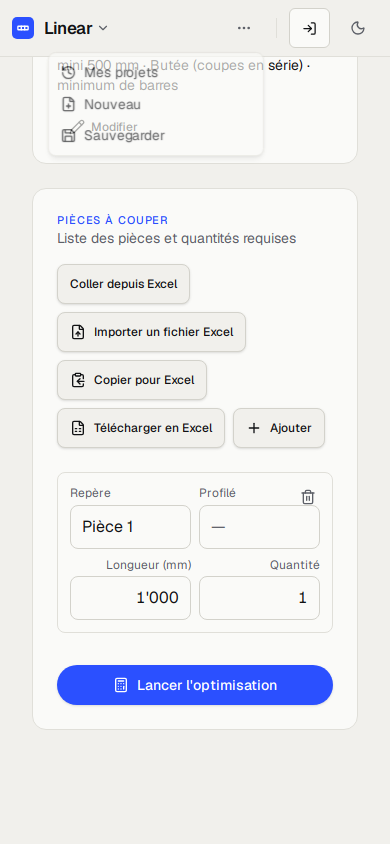 Linear
mini 500 mm · Butée (coupes en série) ·
Mes projets
minimum de barres
Nouveau
Modifier
Sauvegarder
PIÈCES À COUPER
Liste des pièces et quantités requises
Coller depuis Excel
Importer un fichier Excel
Copier pour Excel
Télécharger en Excel
Ajouter
Repère Profilé
Pièce 1 —
Longueur (mm) Quantité
1'000 1
Lancer l'optimisation